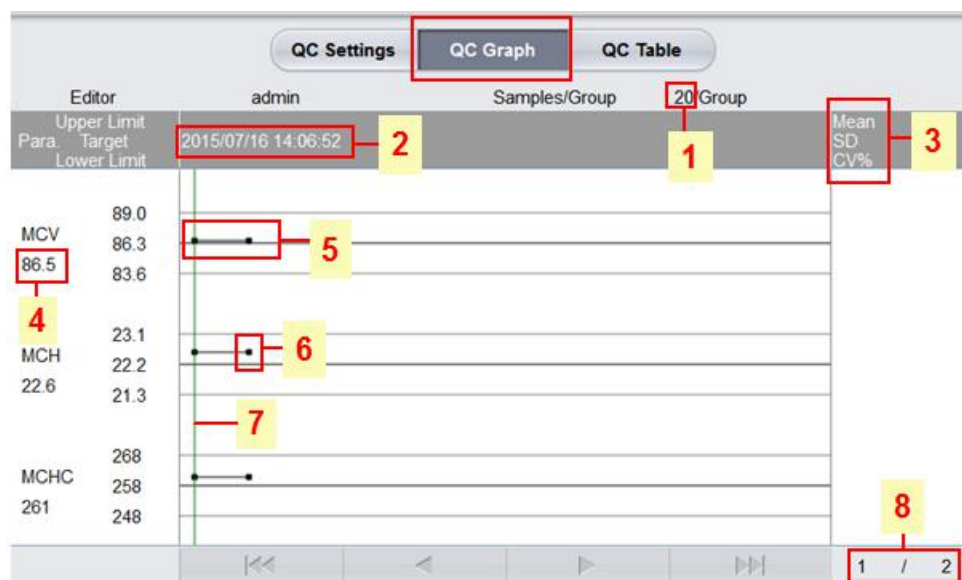 QC Settings QC Graph QC Table
Editor admin Samples/Group 20/Group
Upper Limit
Para. Target
Lower Limit
2015/07/16 14:06:52
2
1
Mean
SD
CV%
3
89.0
MCV 86.3
86.5 83.6
5
4
23.1
MCH 22.2
22.6 21.3
6
7
268
MCHC 258
261 248
8
1 / 2